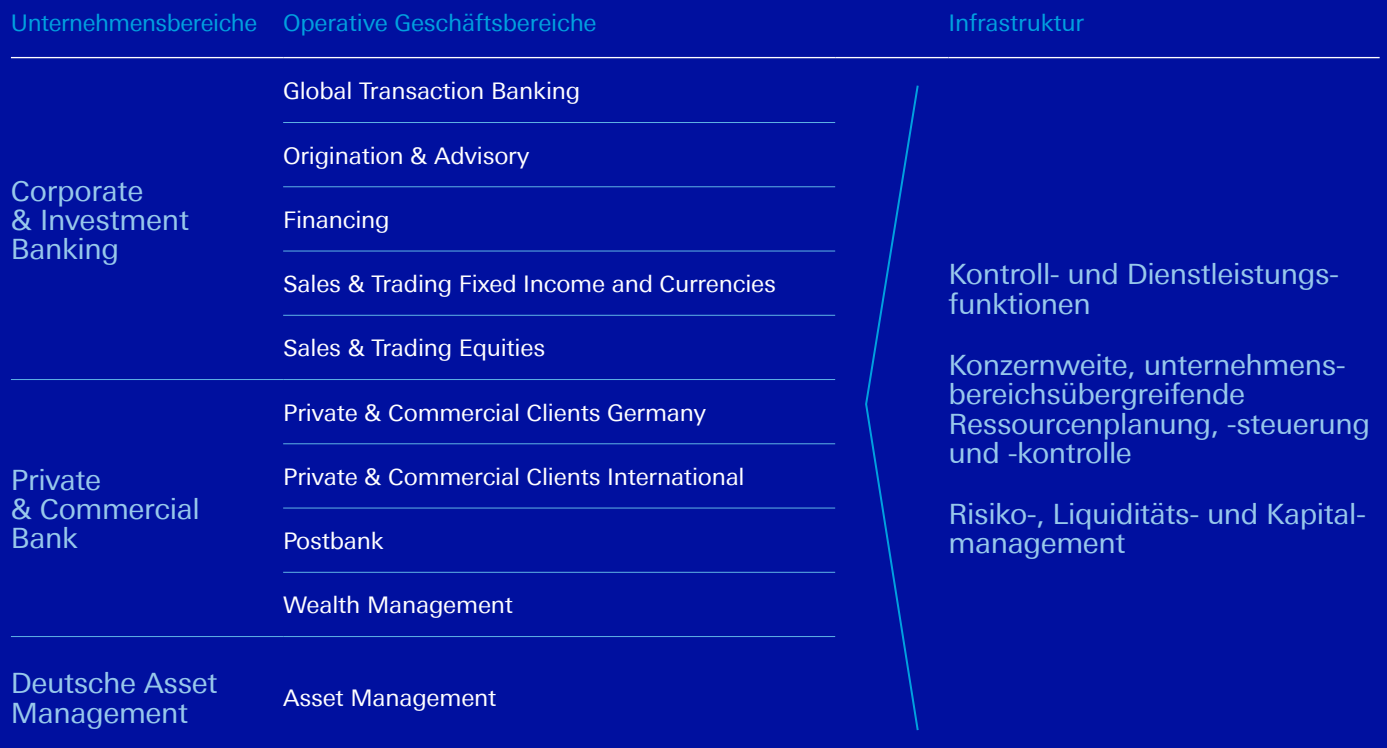 Unternehmensbereiche
Operative Geschäftsbereiche
Infrastruktur
Corporate
& Investment
Banking
Global Transaction Banking
Origination & Advisory
Financing
Sales & Trading Fixed Income and Currencies
Sales & Trading Equities
Private
& Commercial
Bank
Private & Commercial Clients Germany
Private & Commercial Clients International
Postbank
Wealth Management
Deutsche Asset
Management
Asset Management
Kontroll- und Dienstleistungs-
funktionen
Konzernweite, unternehmens-
bereichsübergreifende
Ressourcenplanung, -steuerung
und -kontrolle
Risiko-, Liquiditäts- und Kapital-
management